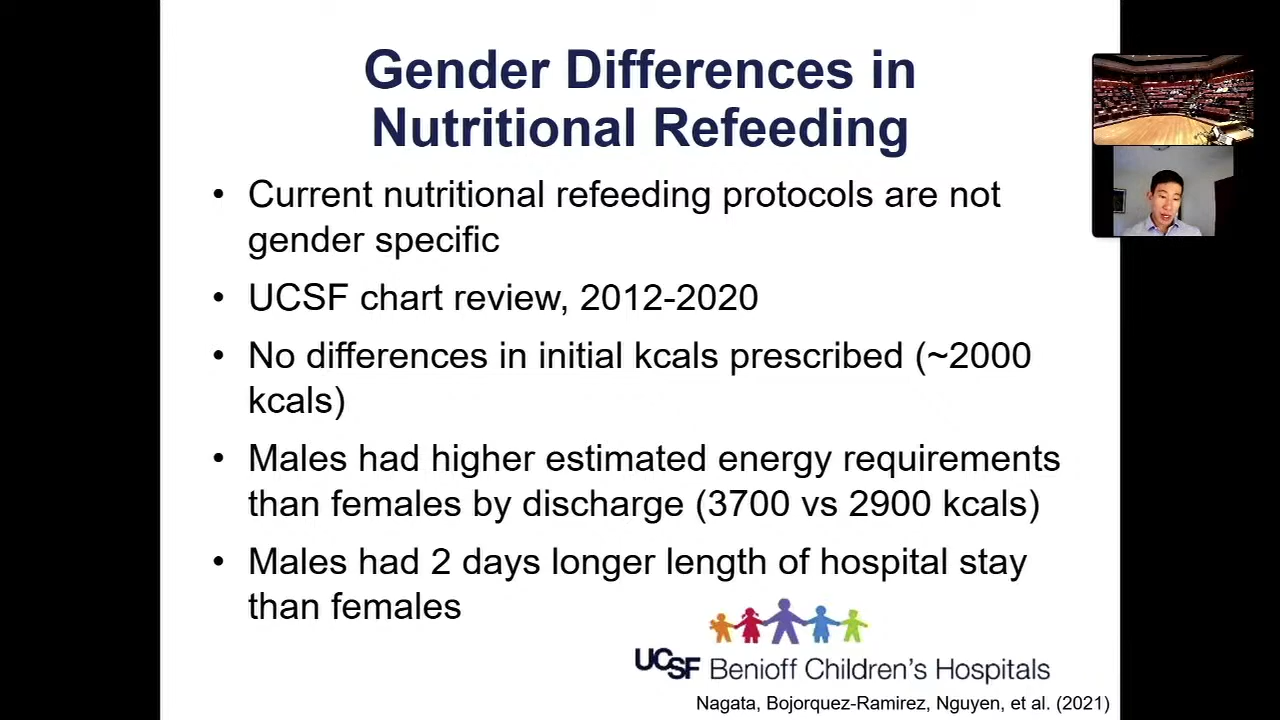 Gender Differences in
Nutritional Refeeding
• Current nutritional refeeding protocols are not
gender specific
• UCSF chart review, 2012-2020
• No differences in initial kcals prescribed (~2000
kcals)
• Males had higher estimated energy requirements
than females by discharge (3700 vs 2900 kcals)
• Males had 2 days longer length of hospital stay
than females
UCSF Benioff Children's Hospitals
Nagata, Bojorquez-Ramirez, Nguyen, et al. (2021)